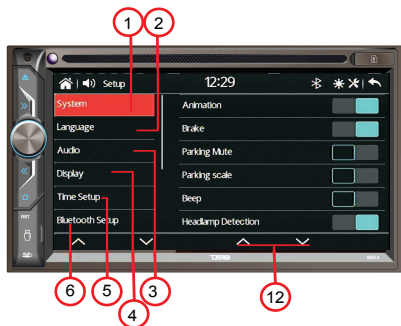 1 2
Setup 12:29
System Animation
Language Brake
Audio Parking Mute
Display Parking scale
Time Setup Beep
Bluetooth Setup Headlamp Detection
RST
6 5 4 3 12